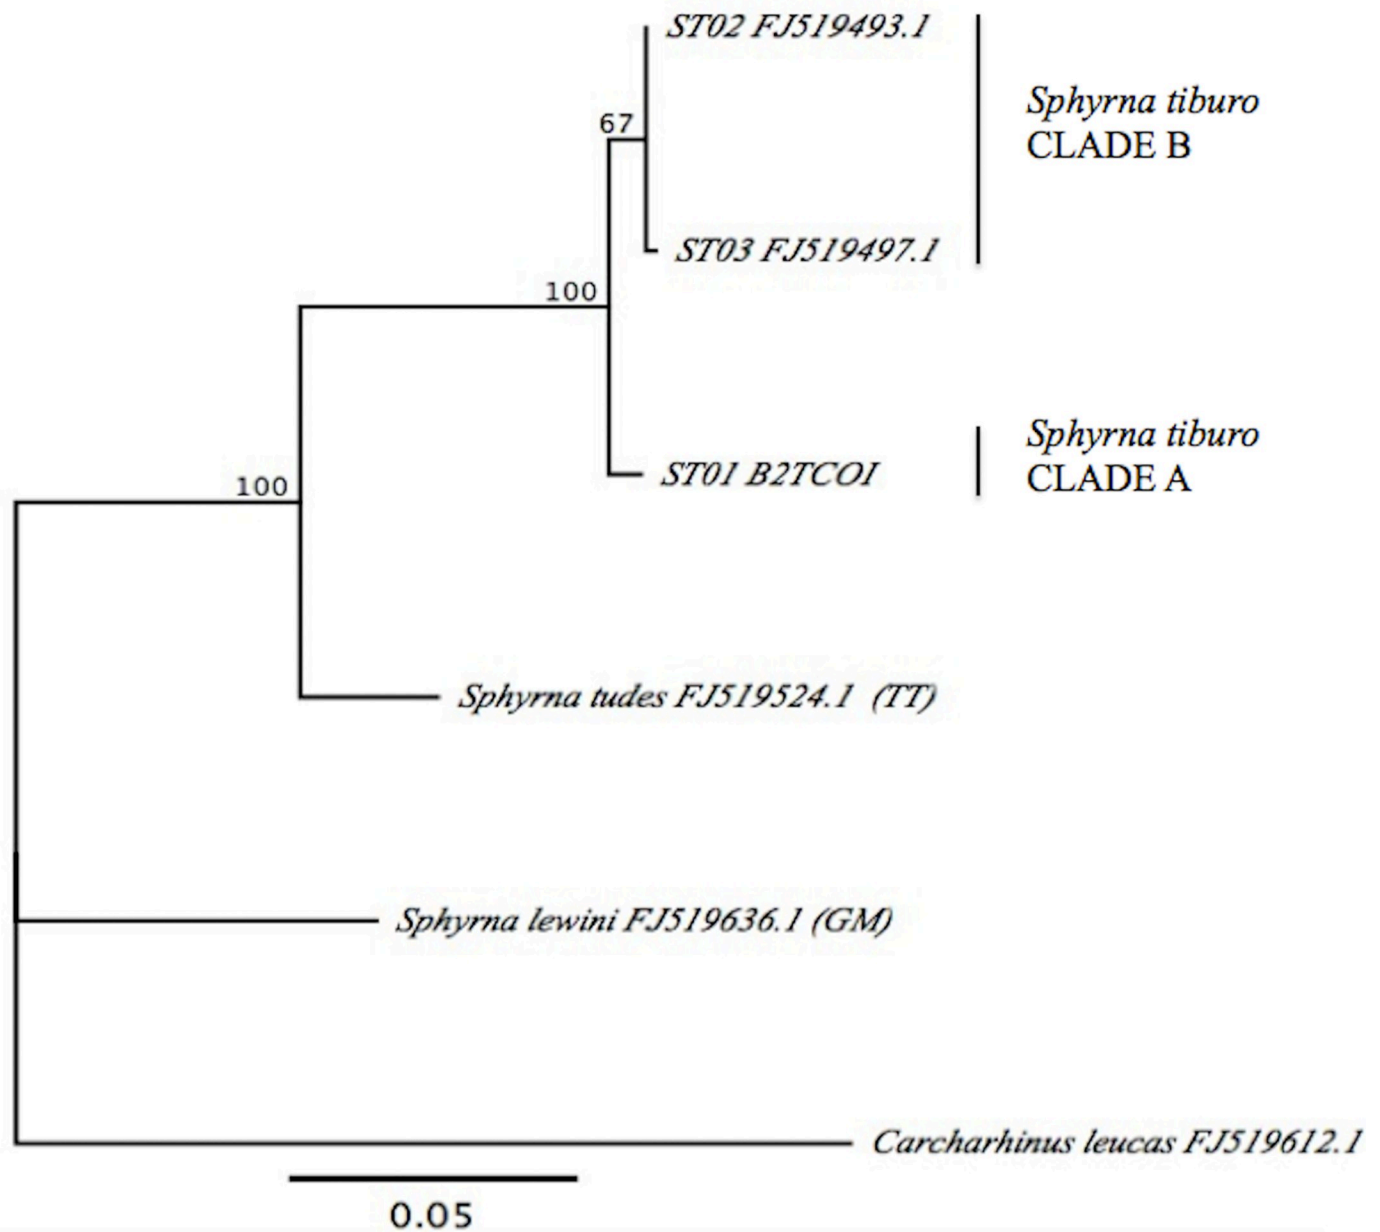 ST02 FJ519493.1
Sphyrna tiburo
CLADE B
67
ST03 FJ519497.1
100
Sphyrna tiburo
CLADE A
ST01 B2TCOI
100
Sphyrna tudes FJ519524.1 (TT)
Sphyrna lewini FJ519636.1 (GM)
Carcharhinus leucas FJ519612.1
0.05